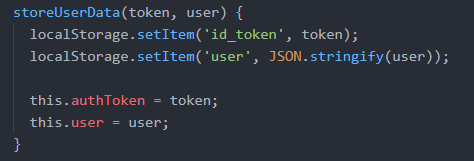 storeUserData(token, user) {
localStorage.setItem('id_token', token);
localStorage.setItem('user', JSON.stringify(user));
this.authToken = token;
this.user = user;
}